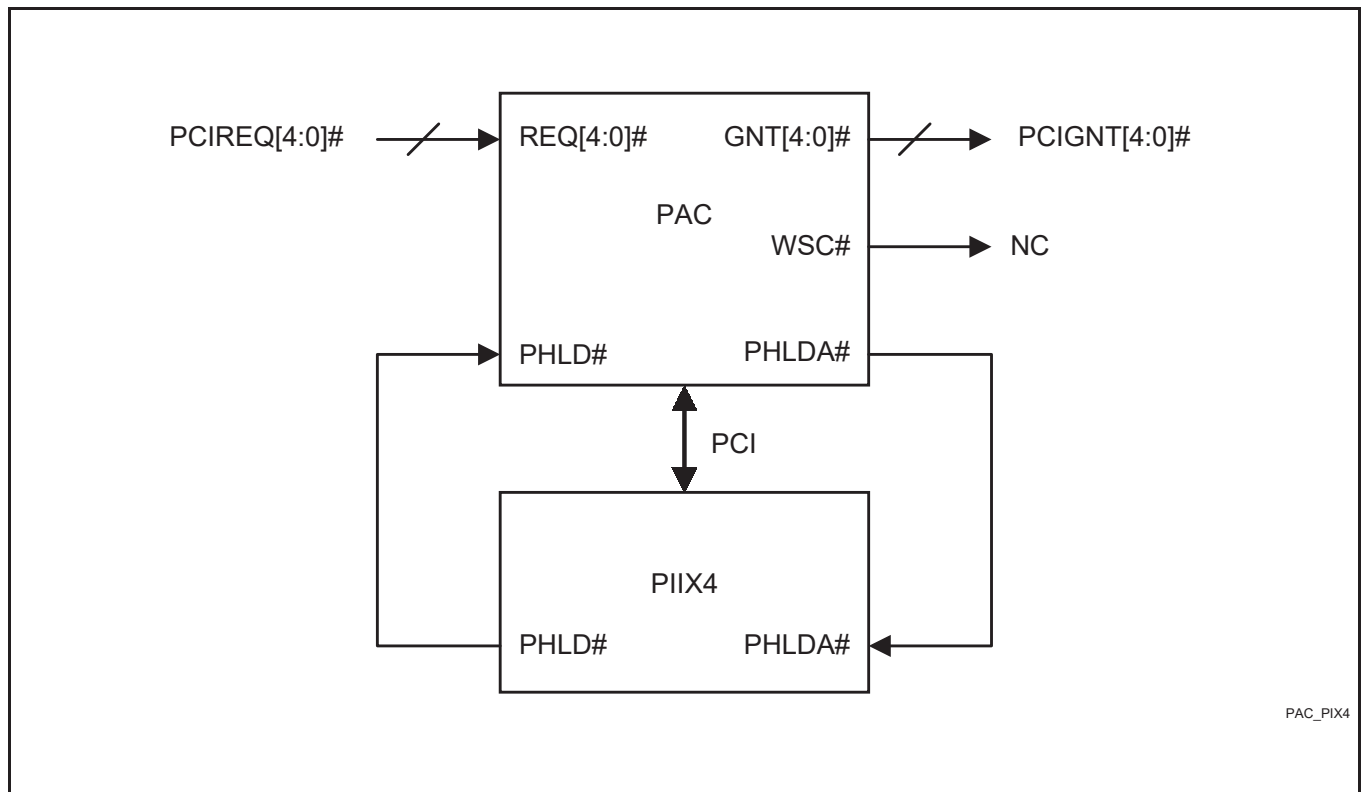 PCIREQ[4:0]# REQ[4:0]# GNT[4:0]# PCIGNT[4:0]#
PAC
WSC# NC
PHLD# PHLDA#
PCI
PIIX4
PHLD# PHLDA#
PAC_PIX4